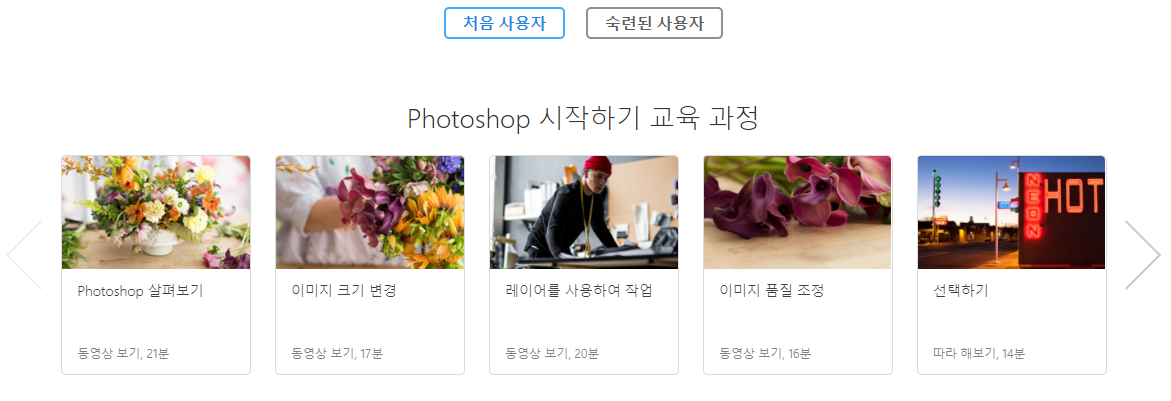 처음 사용자
숙련된 사용자
Photoshop 시작하기 교육 과정
NEON
HOT
Photoshop 살펴보기
이미지 크기 변경
레이어를 사용하여 작업
이미지 품질 조정
선택하기
동영상 보기, 21분
동영상 보기, 17분
동영상 보기, 20분
동영상 보기, 16분
따라 해보기, 14분